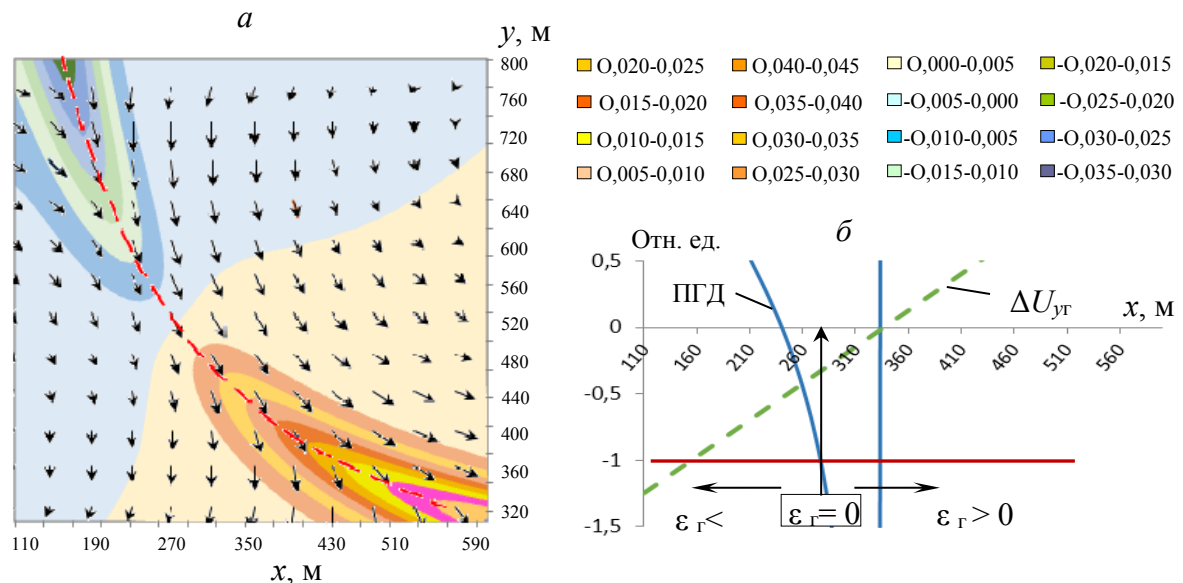 а
y, м
800
760
720
680
640
600
560
520
480
440
400
360
320
110 190 270 350 430 510 590
x, м
О,020-0,025 О,040-0,045 О,000-0,005 -О,020-0,015
О,015-0,020 О,035-0,040 -О,005-0,000 -О,025-0,020
О,010-0,015 О,030-0,035 -О,010-0,005 -О,030-0,025
О,005-0,010 О,025-0,030 -О,015-0,010 -О,035-0,030
Отн. ед. б
0,5
ПГД ΔUуг x, м
0
110 160 210 260 310 360 410 460 510 560
-0,5
-1
ε г < ε г = 0 ε г > 0
-1,5